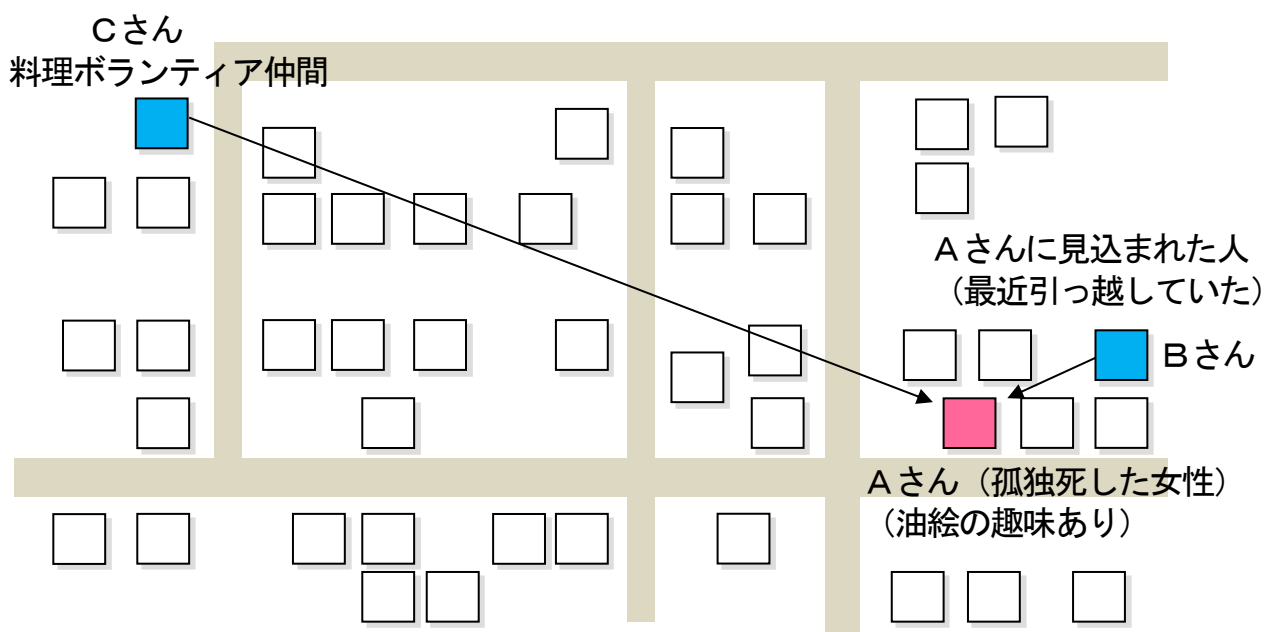 Cさん
料理ボランティア仲間
Aさんに見込まれた人
（最近引っ越していた）
Bさん
Aさん（孤独死した女性）
（油絵の趣味あり）